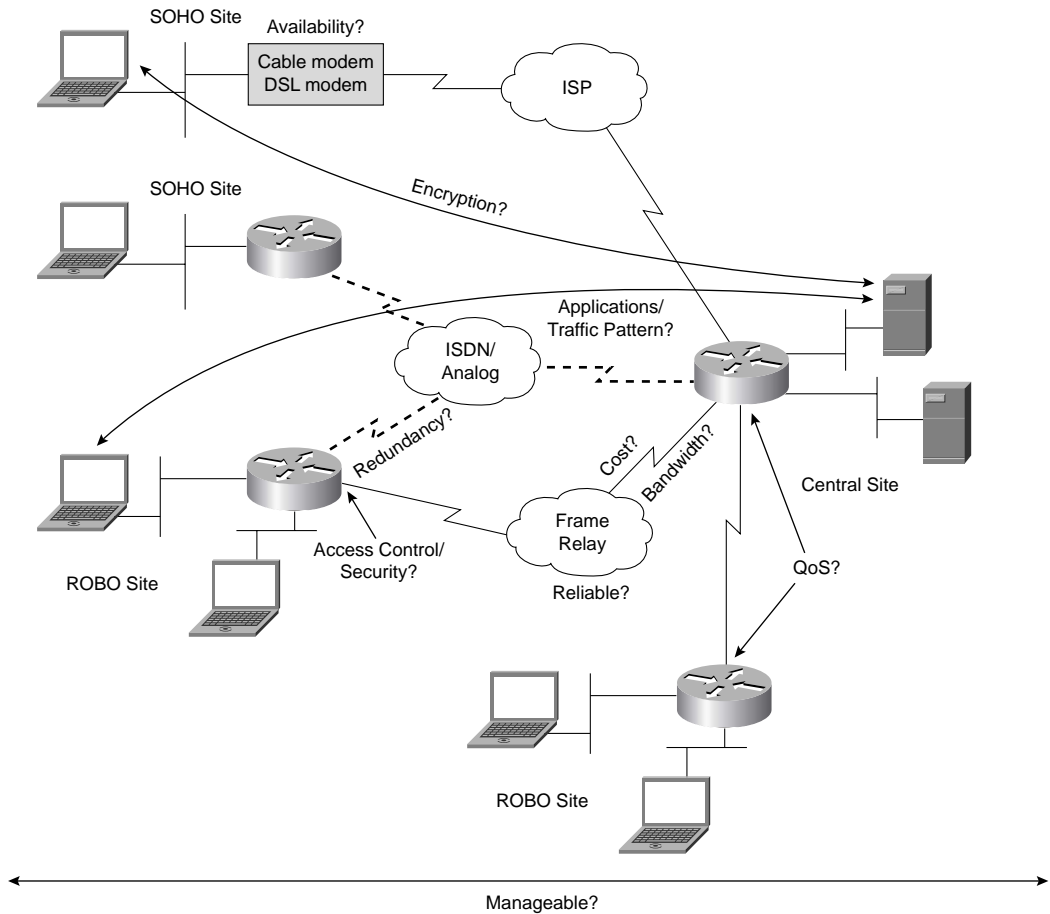 SOHO Site
Availability?
Cable modem
DSL modem
ISP
SOHO Site
Encryption?
Applications/
Traffic Pattern?
ISDN/
Analog
Redundancy?
Cost?
Bandwidth?
Central Site
Frame
Relay
Access Control/
Security?
ROBO Site
Reliable?
QoS?
ROBO Site
Manageable?